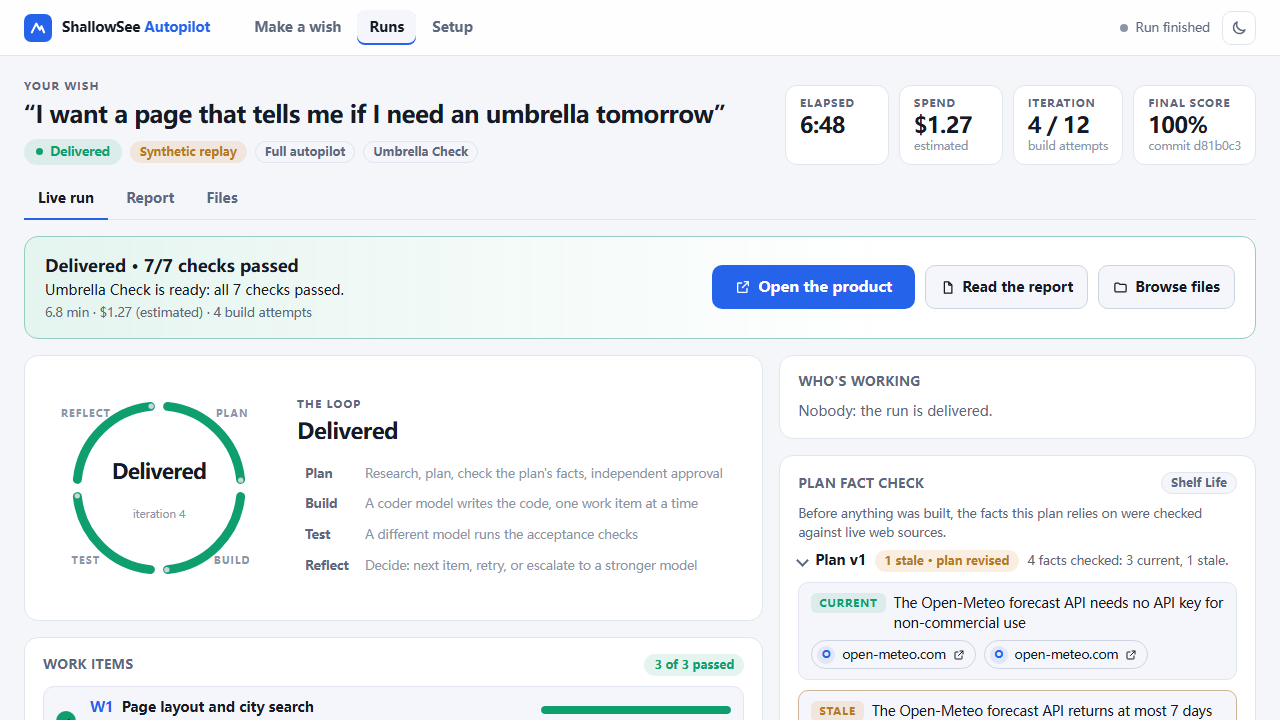 ShallowSee Autopilot
Make a wish
Runs
Setup
Run finished
YOUR WISH
“I want a page that tells me if I need an umbrella tomorrow”
Delivered
Synthetic replay
Full autopilot
Umbrella Check
ELAPSED
6:48
SPEND
$1.27
estimated
ITERATION
4 / 12
build attempts
FINAL SCORE
100%
commit d81b0c3
Live run
Report
Files
Delivered • 7/7 checks passed
Umbrella Check is ready: all 7 checks passed.
6.8 min · $1.27 (estimated) · 4 build attempts
Open the product
Read the report
Browse files
REFLECT
PLAN
Delivered
iteration 4
TEST
BUILD
THE LOOP
Delivered
Plan Research, plan, check the plan's facts, independent approval
Build A coder model writes the code, one work item at a time
Test A different model runs the acceptance checks
Reflect Decide: next item, retry, or escalate to a stronger model
WORK ITEMS
3 of 3 passed
W1 Page layout and city search
WHO'S WORKING
Nobody: the run is delivered.
PLAN FACT CHECK
Shelf Life
Before anything was built, the facts this plan relies on were checked
against live web sources.
Plan v1
1 stale • plan revised
4 facts checked: 3 current, 1 stale.
CURRENT
The Open-Meteo forecast API needs no API key for
non-commercial use
open-meteo.com
open-meteo.com
STALE
The Open-Meteo forecast API returns at most 7 days